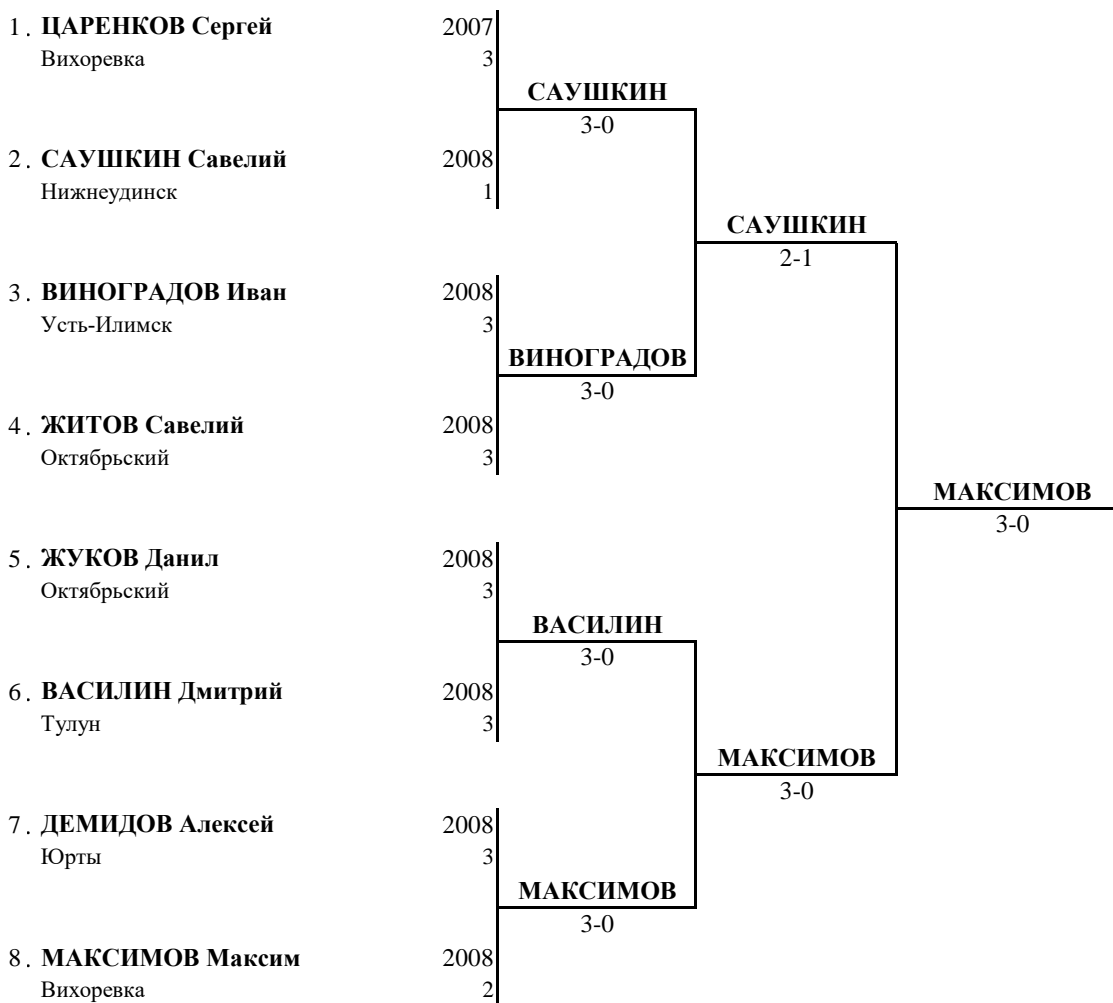 1. ЦАРЕНКОВ Сергей 2007
Вихоревка 3
САУШКИН
3-0
2. САУШКИН Савелий 2008
Нижнеудинск 1
САУШКИН
2-1
3. ВИНОГРАДОВ Иван 2008
Усть-Илимск 3
ВИНОГРАДОВ
3-0
4. ЖИТОВ Савелий 2008
Октябрьский 3
МАКСИМОВ
3-0
5. ЖУКОВ Данил 2008
Октябрьский 3
ВАСИЛИН
3-0
6. ВАСИЛИН Дмитрий 2008
Тулун 3
МАКСИМОВ
3-0
7. ДЕМИДОВ Алексей 2008
Юрты 3
МАКСИМОВ
3-0
8. МАКСИМОВ Максим 2008
Вихоревка 2